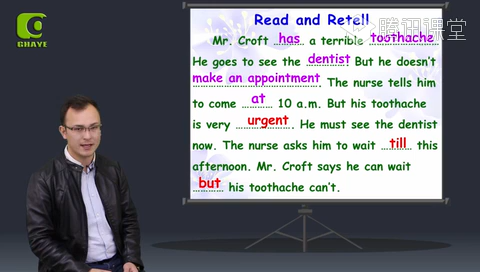 GHAYE
腾讯课堂
Read and Retell
Mr. Croft has a terrible toothache
He goes to see the dentist. But he doesn't
make an appointment. The nurse tells him
to come at 10 a.m. But his toothache
is very urgent. He must see the dentist
now. The nurse asks him to wait till this
afternoon. Mr. Croft says he can wait
but his toothache can't.